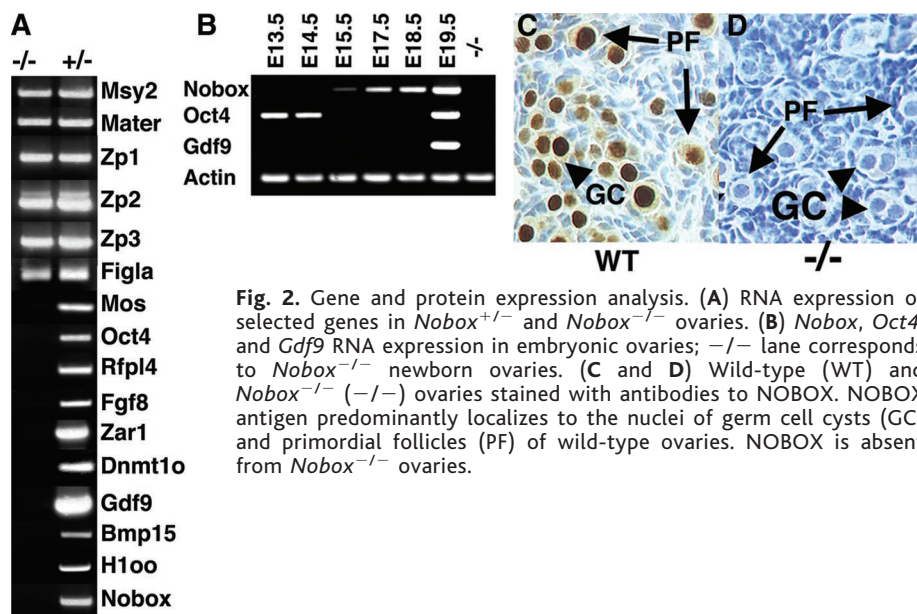 A
-/- +/-
Msy2
Mater
Zp1
Zp2
Zp3
Figla
Mos
Oct4
Rfpl4
Fgf8
Zar1
Dnmt1o
Gdf9
Bmp15
H1oo
Nobox
B
E13.5 E14.5 E15.5 E17.5 E18.5 E19.5 -/-
Nobox
Oct4
Gdf9
Actin
C
PF
GC
WT
D
PF
GC
-/-
Fig. 2. Gene and protein expression analysis. (A) RNA expression o
selected genes in Nobox+/− and Nobox−/− ovaries. (B) Nobox, Oct4
and Gdf9 RNA expression in embryonic ovaries; −/− lane corresponds
to Nobox−/− newborn ovaries. (C and D) Wild-type (WT) and
Nobox−/− (−/−) ovaries stained with antibodies to NOBOX. NOBOX
antigen predominantly localizes to the nuclei of germ cell cysts (GC
and primordial follicles (PF) of wild-type ovaries. NOBOX is absent
from Nobox−/− ovaries.